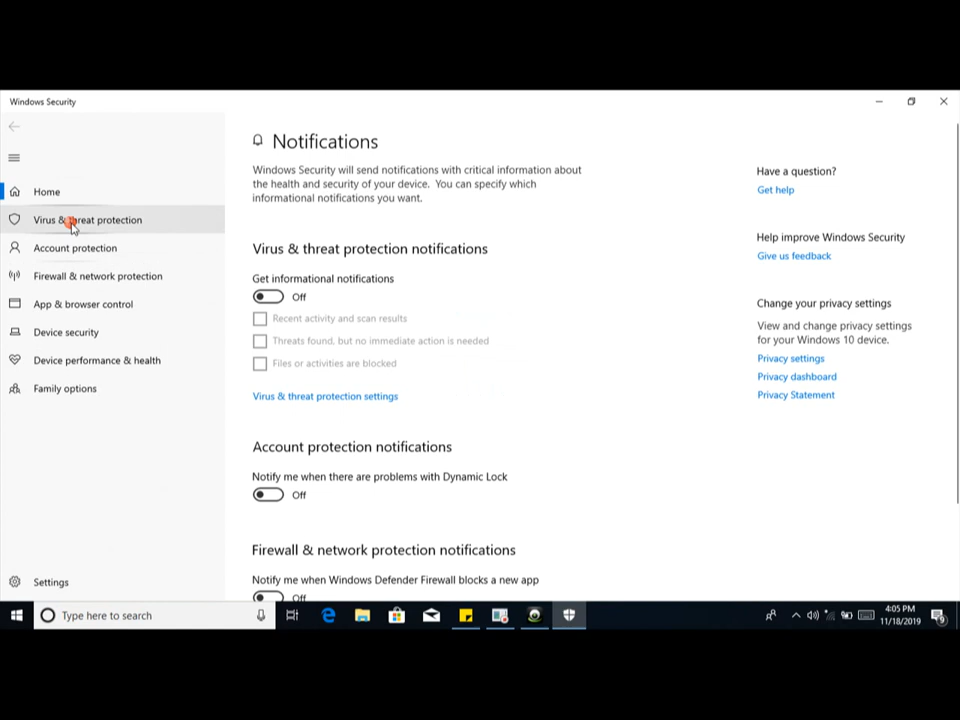 Windows Security
Home
Virus & threat protection
Account protection
Firewall & network protection
App & browser control
Device security
Device performance & health
Family options
Settings
Notifications
Windows Security will send notifications with critical information about
the health and security of your device. You can specify which
informational notifications you want.
Virus & threat protection notifications
Get informational notifications
Off
Recent activity and scan results
Threats found, but no immediate action is needed
Files or activities are blocked
Virus & threat protection settings
Account protection notifications
Notify me when there are problems with Dynamic Lock
Off
Firewall & network protection notifications
Notify me when Windows Defender Firewall blocks a new app
Off
Have a question?
Get help
Help improve Windows Security
Give us feedback
Change your privacy settings
View and change privacy settings
for your Windows 10 device.
Privacy settings
Privacy dashboard
Privacy Statement
Type here to search
4:05 PM
11/18/2019
9